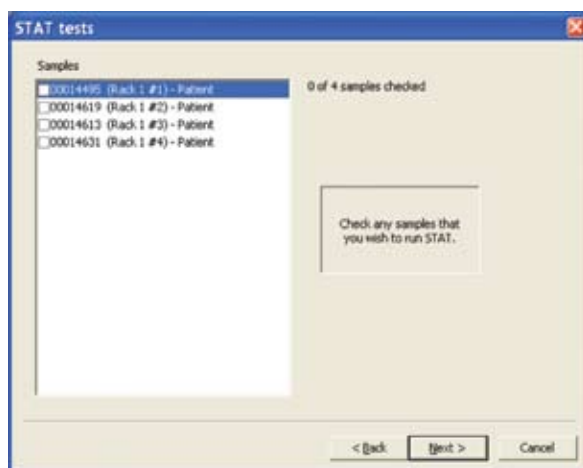 STAT tests
Samples
00014495 (Rack 1 #1) - Patient
0 of 4 samples checked
00014619 (Rack 1 #2) - Patient
00014613 (Rack 1 #3) - Patient
00014631 (Rack 1 #4) - Patient
Check any samples that
you wish to run STAT.
< Back
Next >
Cancel